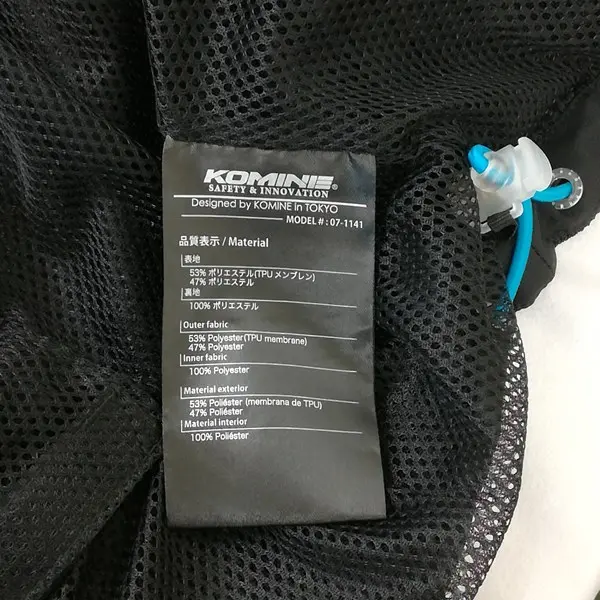 KOMINE®
SAFETY & INNOVATION
Designed by KOMINE in TOKYO
MODEL # : 07-1141
品質表示 / Material
表地
53% ポリエステル(TPUメンブレン)
47% ポリエステル
裏地
100% ポリエステル
Outer fabric
53% Polyester(TPU membrane)
47% Polyester
Inner fabric
100% Polyester
Material exterior
53% Poliéster (membrana de TPU)
47% Poliéster
Material interior
100% Poliéster